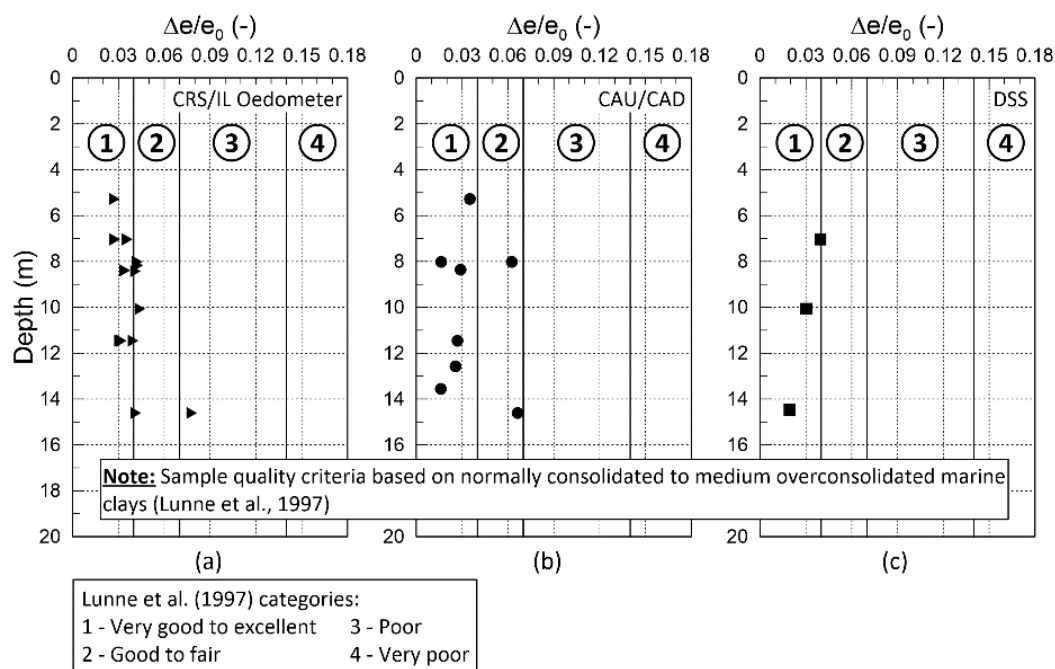 Δe/e₀ (-) Δe/e₀ (-) Δe/e₀ (-)
0 0.03 0.06 0.09 0.12 0.15 0.18 0 0.03 0.06 0.09 0.12 0.15 0.18 0 0.03 0.06 0.09 0.12 0.15 0.18
CRS/IL Oedometer CAU/CAD DSS
1 2 3 4 1 2 3 4 1 2 3 4
Depth (m)
0 0 0
2 2 2
4 4 4
6 6 6
8 8 8
10 10 10
12 12 12
14 14 14
16 16 16
18
20 20 20
Note: Sample quality criteria based on normally consolidated to medium overconsolidated marine
clays (Lunne et al., 1997)
(a) (b) (c)
Lunne et al. (1997) categories:
1 - Very good to excellent 3 - Poor
2 - Good to fair 4 - Very poor